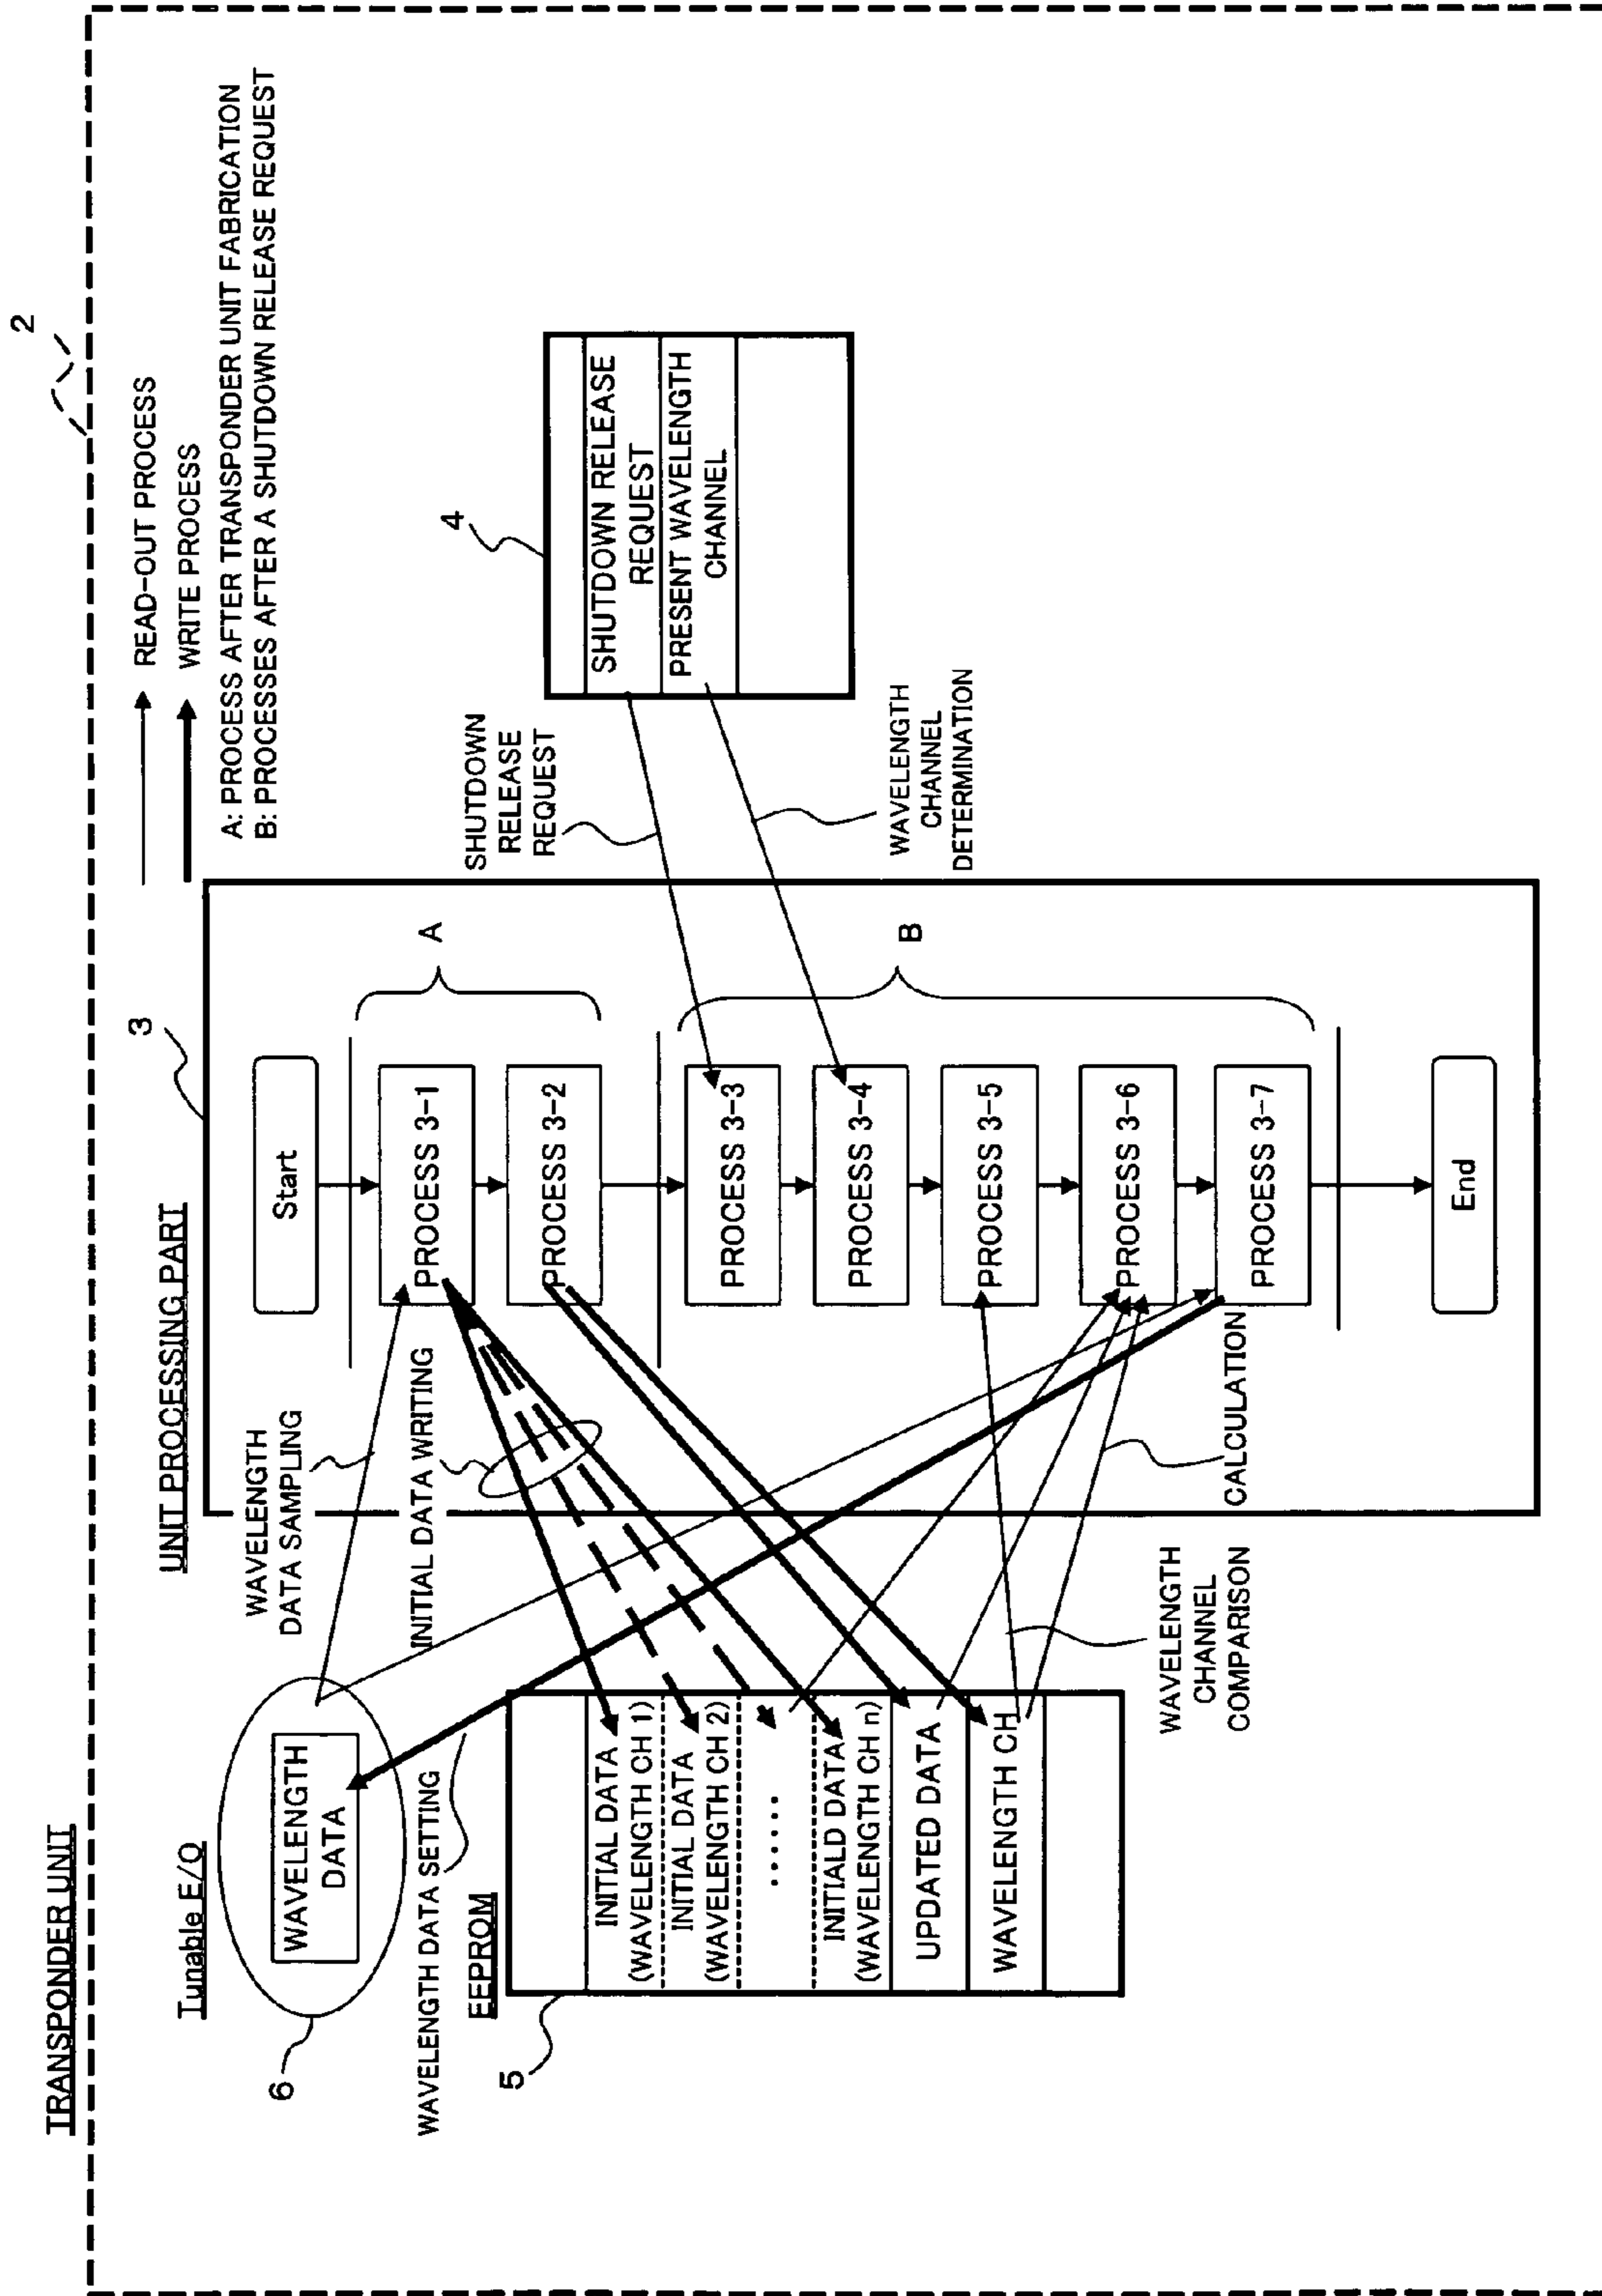 TRANSPONDER UNIT
2
READ-OUT PROCESS
WRITE PROCESS
A: PROCESS AFTER TRANSPONDER UNIT FABRICATION
B: PROCESSES AFTER A SHUTDOWN RELEASE REQUEST
UNIT PROCESSING PART
3
Tunable E/O
6
WAVELENGTH
DATA
WAVELENGTH
DATA SAMPLING
INITIAL DATA WRITING
WAVELENGTH DATA SETTING
EEPROM
5
INITIAL DATA
(WAVELENGTH CH 1)
INITIAL DATA
(WAVELENGTH CH 2)
......
INITIALD DATA
(WAVELENGTH CH n)
UPDATED DATA
WAVELENGTH CH
WAVELENGTH
CHANNEL
COMPARISON
CALCULATION
Start
PROCESS 3-1
PROCESS 3-2
PROCESS 3-3
PROCESS 3-4
PROCESS 3-5
PROCESS 3-6
PROCESS 3-7
End
A
B
SHUTDOWN
RELEASE
REQUEST
WAVELENGTH
CHANNEL
DETERMINATION
4
SHUTDOWN RELEASE
REQUEST
PRESENT WAVELENGTH
CHANNEL